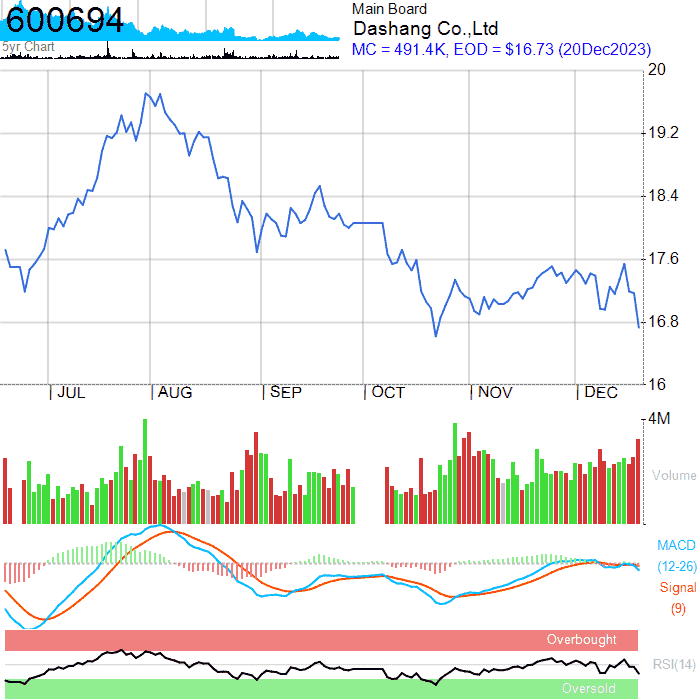 600694
5yr Chart
Main Board
Dashang Co.,Ltd
MC = 491.4K, EOD = $16.73 (20Dec2023)
20
19.2
18.4
17.6
16.8
16
JUL
AUG
SEP
OCT
NOV
DEC
4M
Volume
MACD
(12-26)
Signal
(9)
Overbought
RSI(14)
Oversold